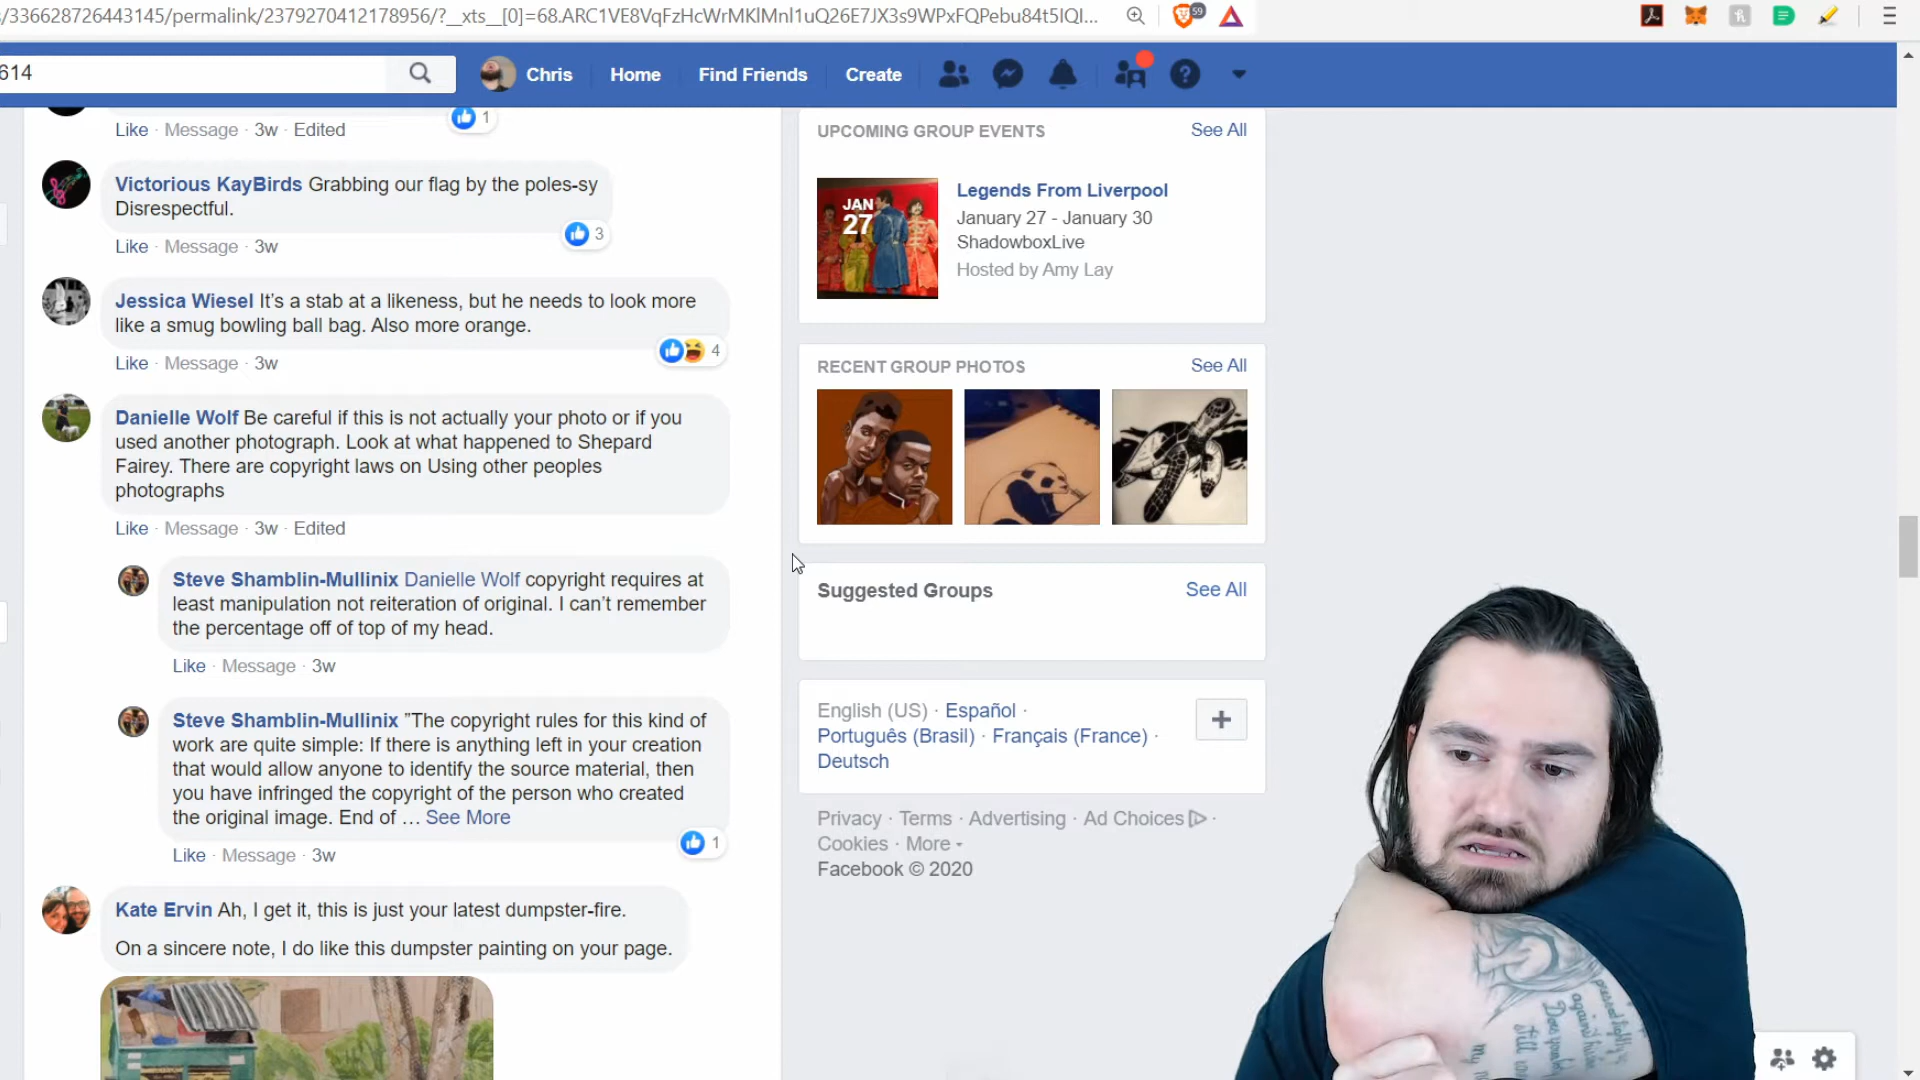 s/336628726443145/permalink/2379270412178956/?__xts__[0]=68.ARC1VE8VqFzHcWrMKlMnl1uQ26E7JX3s9WPxFQPebu84t5IQI...
59
614
Chris
Home
Find Friends
Create
1
Like · Message · 3w · Edited
Victorious KayBirds Grabbing our flag by the poles-sy
Disrespectful.
3
Like · Message · 3w
Jessica Wiesel It’s a stab at a likeness, but he needs to look more
like a smug bowling ball bag. Also more orange.
4
Like · Message · 3w
Danielle Wolf Be careful if this is not actually your photo or if you
used another photograph. Look at what happened to Shepard
Fairey. There are copyright laws on Using other peoples
photographs
Like · Message · 3w · Edited
Steve Shamblin-Mullinix Danielle Wolf copyright requires at
least manipulation not reiteration of original. I can’t remember
the percentage off of top of my head.
Like · Message · 3w
Steve Shamblin-Mullinix ”The copyright rules for this kind of
work are quite simple: If there is anything left in your creation
that would allow anyone to identify the source material, then
you have infringed the copyright of the person who created
the original image. End of … See More
1
Like · Message · 3w
Kate Ervin Ah, I get it, this is just your latest dumpster-fire.
On a sincere note, I do like this dumpster painting on your page.
UPCOMING GROUP EVENTS
See All
JAN
27
Legends From Liverpool
January 27 - January 30
ShadowboxLive
Hosted by Amy Lay
RECENT GROUP PHOTOS
See All
Suggested Groups
See All
English (US) · Español ·
Português (Brasil) · Français (France) ·
Deutsch
Privacy · Terms · Advertising · Ad Choices ·
Cookies · More
Facebook © 2020